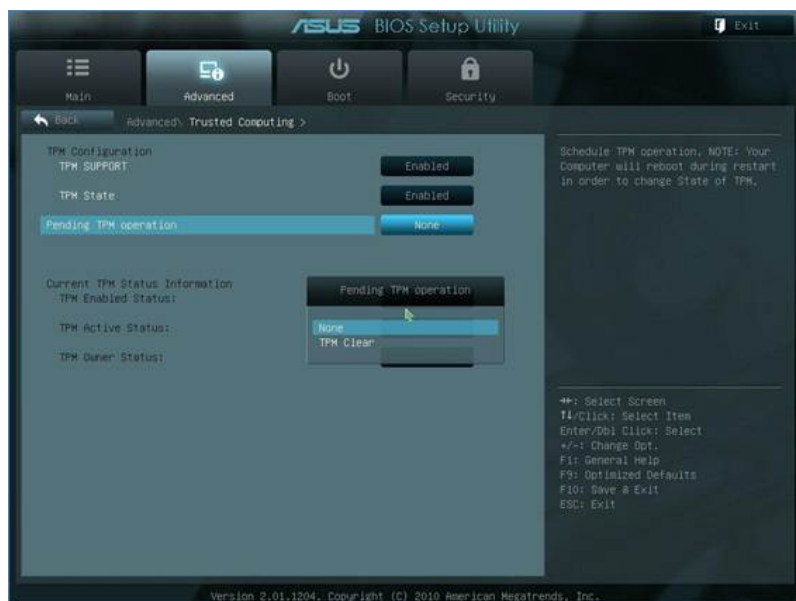 ASUS BIOS Setup Utility
Exit
Main
Advanced
Boot
Security
Back
Advanced\ Trusted Computing >
TPM Configuration
TPM SUPPORT
Enabled
TPM State
Enabled
Pending TPM operation
None
Current TPM Status Information
TPM Enabled Status:
TPM Active Status:
TPM Owner Status:
Pending TPM operation
None
TPM Clear
Schedule TPM operation. NOTE: Your
Computer will reboot during restart
in order to change State of TPM.
→←: Select Screen
↑↓/Click: Select Item
Enter/Dbl Click: Select
+/-: Change Opt.
F1: General Help
F9: Optimized Defaults
F10: Save & Exit
ESC: Exit
Version 2.01.1204. Copyright (C) 2010 American Megatrends, Inc.